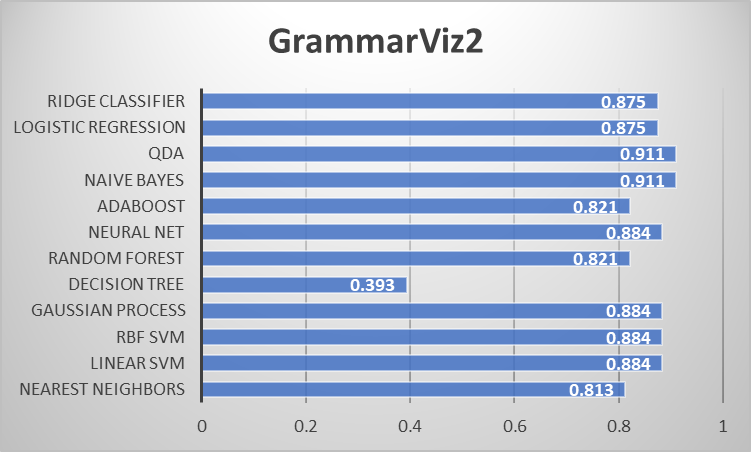 GrammarViz2
RIDGE CLASSIFIER 0.875
LOGISTIC REGRESSION 0.875
QDA 0.911
NAIVE BAYES 0.911
ADABOOST 0.821
NEURAL NET 0.884
RANDOM FOREST 0.821
DECISION TREE 0.393
GAUSSIAN PROCESS 0.884
RBF SVM 0.884
LINEAR SVM 0.884
NEAREST NEIGHBORS 0.813
0 0.2 0.4 0.6 0.8 1